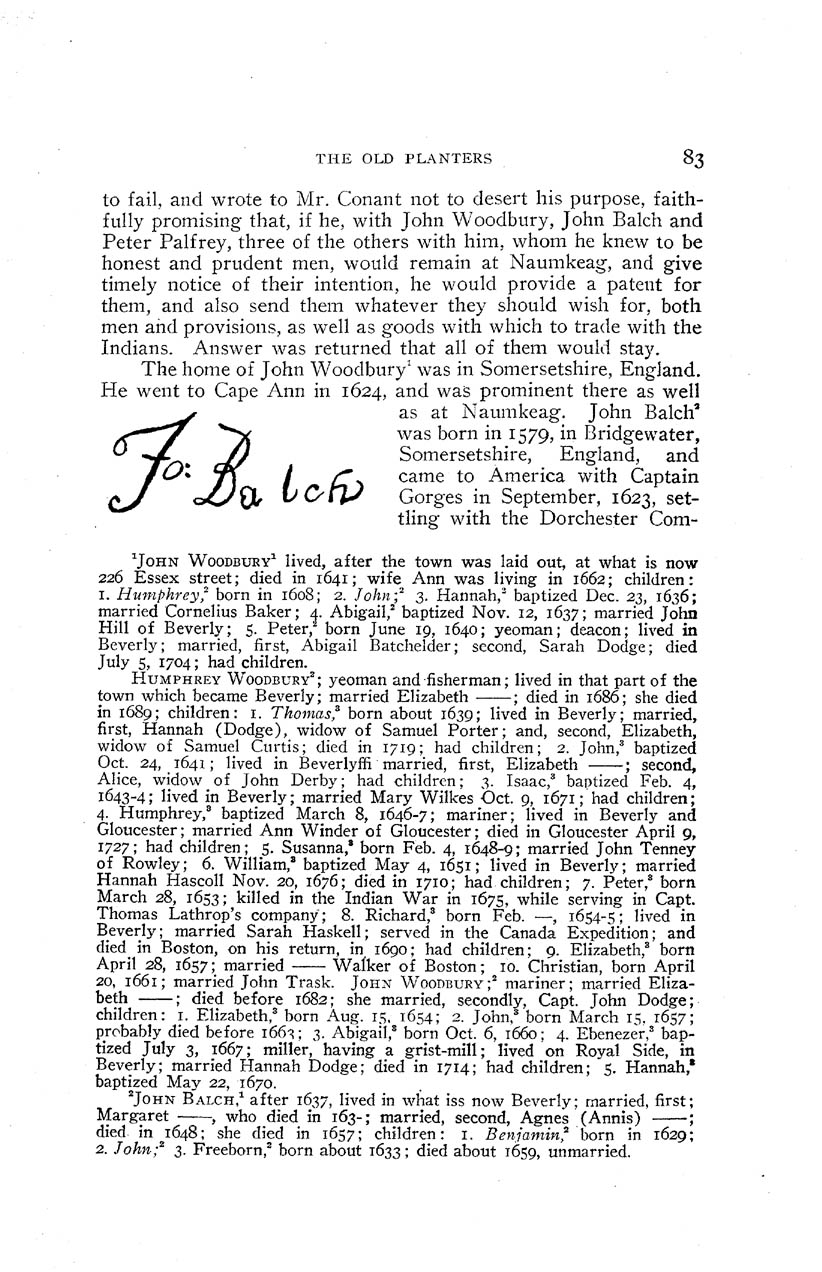 THE OLD PLANTERS 83
to fail, and wrote to Mr. Conant not to desert his purpose, faith-
fully promising that, if he, with John Woodbury, John Balch and
Peter Palfrey, three of the others with him, whom he knew to be
honest and prudent men, would remain at Naumkeag, and give
timely notice of their intention, he would provide a patent for
them, and also send them whatever they should wish for, both
men and provisions, as well as goods with which to trade with the
Indians. Answer was returned that all of them would stay.
The home of John Woodbury¹ was in Somersetshire, England.
He went to Cape Ann in 1624, and was prominent there as well
as at Naumkeag. John Balch²
was born in 1579, in Bridgewater,
Somersetshire, England, and
came to America with Captain
Gorges in September, 1623, set-
tling with the Dorchester Com-
Jo: Balch
¹JOHN WOODBURY¹ lived, after the town was laid out, at what is now
226 Essex street; died in 1641; wife Ann was living in 1662; children:
1. Humphrey,² born in 1608; 2. John;² 3. Hannah,² baptized Dec. 23, 1636;
married Cornelius Baker; 4. Abigail,² baptized Nov. 12, 1637; married John
Hill of Beverly; 5. Peter,² born June 19, 1640; yeoman; deacon; lived in
Beverly; married, first, Abigail Batchelder; second, Sarah Dodge; died
July 5, 1704; had children.
HUMPHREY WOODBURY²; yeoman and fisherman; lived in that part of the
town which became Beverly; married Elizabeth ——; died in 1686; she died
in 1689; children: 1. Thomas,³ born about 1639; lived in Beverly; married,
first, Hannah (Dodge), widow of Samuel Porter; and, second, Elizabeth,
widow of Samuel Curtis; died in 1719; had children; 2. John,³ baptized
Oct. 24, 1641; lived in Beverlyffi married, first, Elizabeth ——; second,
Alice, widow of John Derby; had children; 3. Isaac,³ baptized Feb. 4,
1643-4; lived in Beverly; married Mary Wilkes Oct. 9, 1671; had children;
4. Humphrey,³ baptized March 8, 1646-7; mariner; lived in Beverly and
Gloucester; married Ann Winder of Gloucester; died in Gloucester April 9,
1727; had children; 5. Susanna,³ born Feb. 4, 1648-9; married John Tenney
of Rowley; 6. William,³ baptized May 4, 1651; lived in Beverly; married
Hannah Hascoll Nov. 20, 1676; died in 1710; had children; 7. Peter,³ born
March 28, 1653; killed in the Indian War in 1675, while serving in Capt.
Thomas Lathrop's company; 8. Richard,³ born Feb. —, 1654-5; lived in
Beverly; married Sarah Haskell; served in the Canada Expedition; and
died in Boston, on his return, in 1690; had children; 9. Elizabeth,³ born
April 28, 1657; married —— Walker of Boston; 10. Christian, born April
20, 1661; married John Trask. JOHN WOODBURY;² mariner; married Eliza-
beth ——; died before 1682; she married, secondly, Capt. John Dodge;
children: 1. Elizabeth,³ born Aug. 15, 1654; 2. John,³ born March 15, 1657;
probably died before 1663; 3. Abigail,³ born Oct. 6, 1660; 4. Ebenezer,³ bap-
tized July 3, 1667; miller, having a grist-mill; lived on Royal Side, in
Beverly; married Hannah Dodge; died in 1714; had children; 5. Hannah,³
baptized May 22, 1670.
²JOHN BALCH,¹ after 1637, lived in what iss now Beverly; married, first;
Margaret ——, who died in 163-; married, second, Agnes (Annis) ——;
died in 1648; she died in 1657; children: 1. Benjamin,² born in 1629;
2. John;² 3. Freeborn,² born about 1633; died about 1659, unmarried.